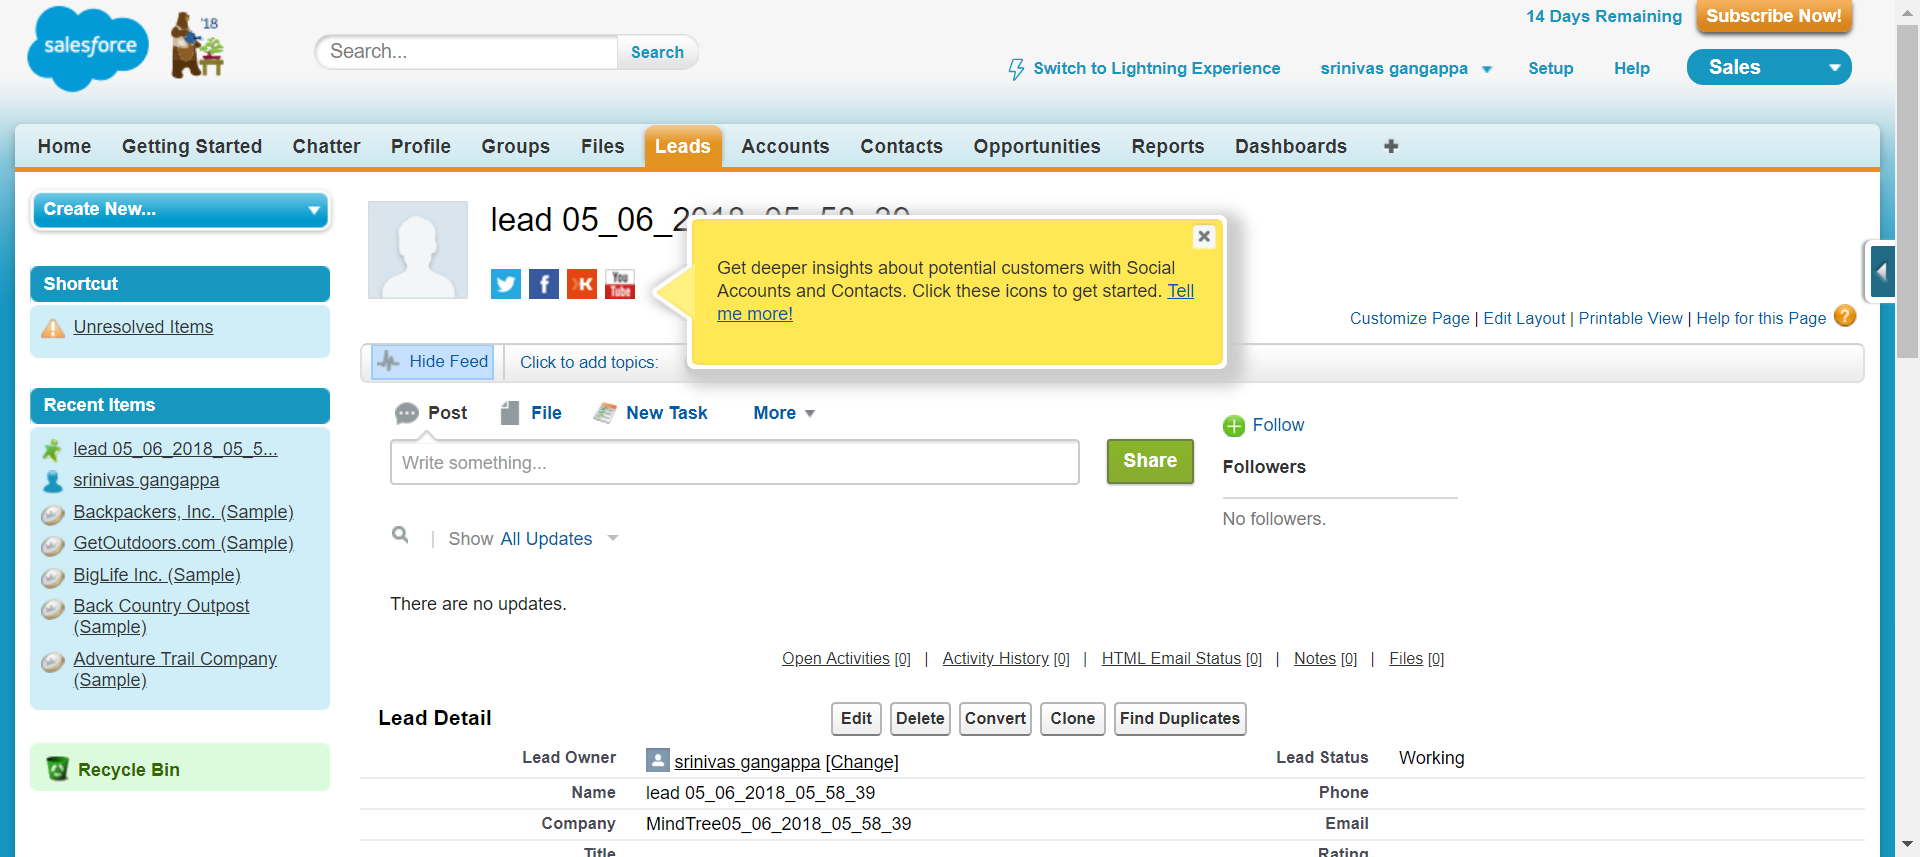 salesforce
'18
Search...
Search
14 Days Remaining
Subscribe Now!
Switch to Lightning Experience
srinivas gangappa
Setup
Help
Sales
Home
Getting Started
Chatter
Profile
Groups
Files
Leads
Accounts
Contacts
Opportunities
Reports
Dashboards
Create New...
Shortcut
Unresolved Items
Recent Items
lead 05_06_2018_05_5...
srinivas gangappa
Backpackers, Inc. (Sample)
GetOutdoors.com (Sample)
BigLife Inc. (Sample)
Back Country Outpost
(Sample)
Adventure Trail Company
(Sample)
Recycle Bin
lead 05_06_2018_05_58_39
You
Tube
Get deeper insights about potential customers with Social
Accounts and Contacts. Click these icons to get started. Tell
me more!
Customize Page | Edit Layout | Printable View | Help for this Page
Hide Feed
Click to add topics:
Post
File
New Task
More
Write something...
Share
Follow
Followers
No followers.
Show All Updates
There are no updates.
Open Activities [0] | Activity History [0] | HTML Email Status [0] | Notes [0] | Files [0]
Lead Detail
Edit
Delete
Convert
Clone
Find Duplicates
Lead Owner srinivas gangappa [Change]
Lead Status Working
Name lead 05_06_2018_05_58_39
Phone
Company MindTree05_06_2018_05_58_39
Email
Title
Rating